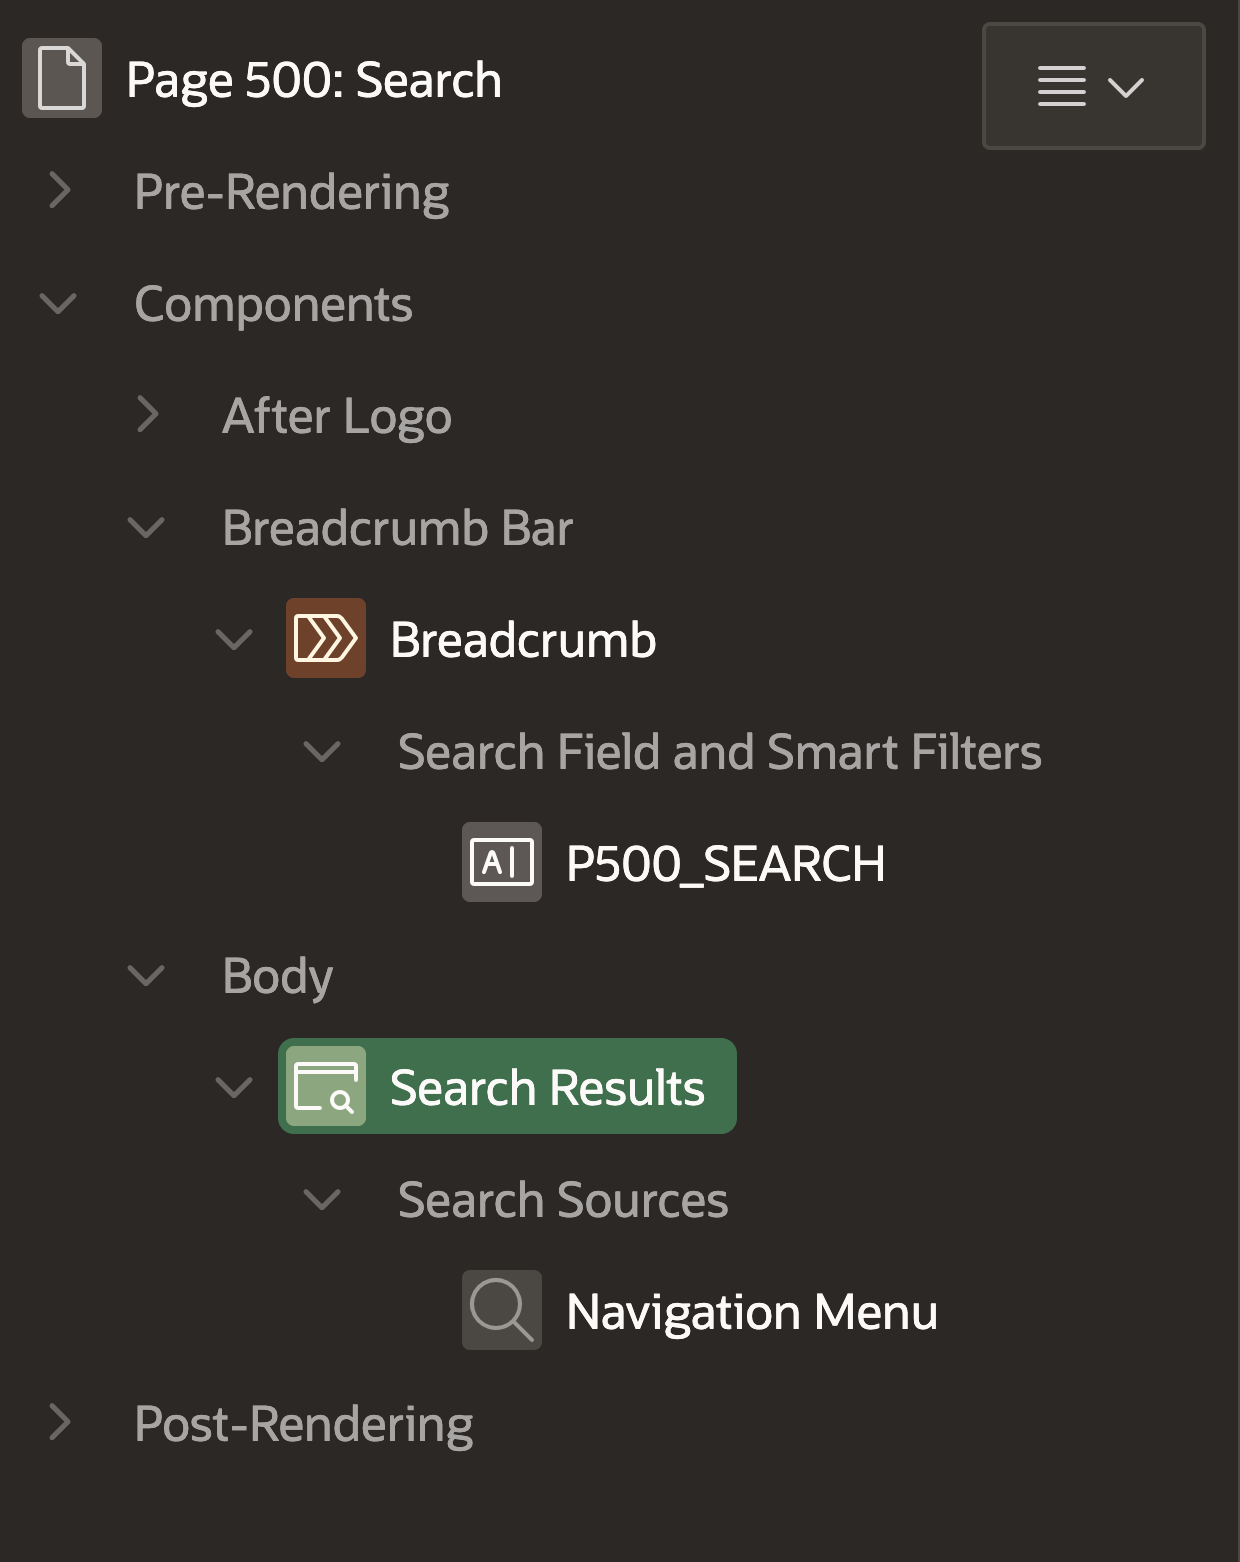 Page 500: Search
Pre-Rendering
Components
After Logo
Breadcrumb Bar
Breadcrumb
Search Field and Smart Filters
P500_SEARCH
Body
Search Results
Search Sources
Navigation Menu
Post-Rendering